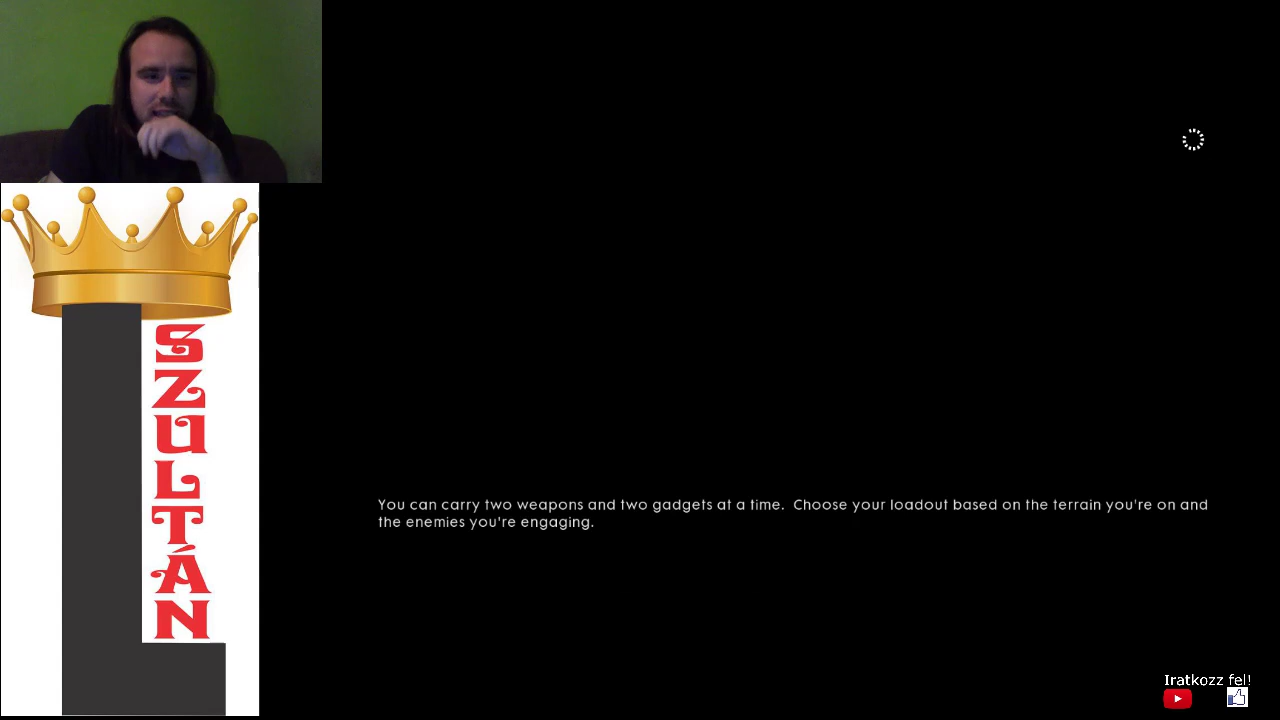 SZULTÁN
You can carry two weapons and two gadgets at a time. Choose your loadout based on the terrain you're on and
the enemies you're engaging.
Iratkozz fel!